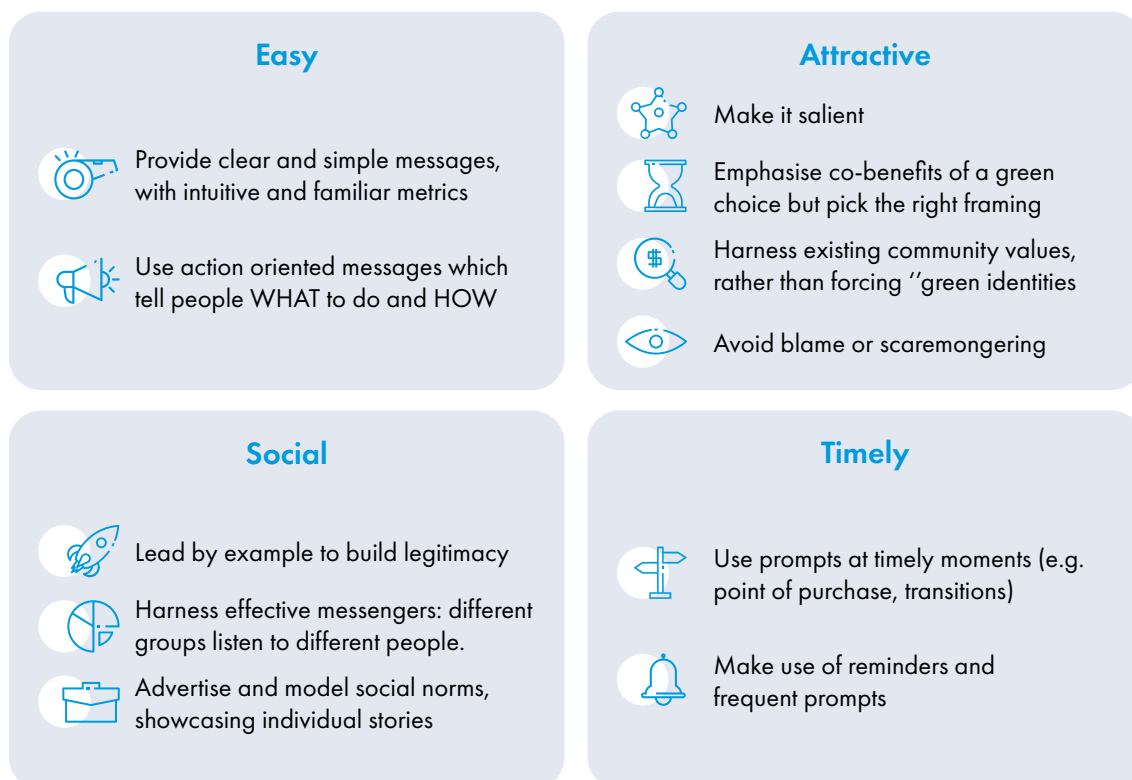 Easy
Provide clear and simple messages,
with intuitive and familiar metrics
Use action oriented messages which
tell people WHAT to do and HOW
Attractive
Make it salient
Emphasise co-benefits of a green
choice but pick the right framing
Harness existing community values,
rather than forcing ‘‘green identities
Avoid blame or scaremongering
Social
Lead by example to build legitimacy
Harness effective messengers: different
groups listen to different people.
Advertise and model social norms,
showcasing individual stories
Timely
Use prompts at timely moments (e.g.
point of purchase, transitions)
Make use of reminders and
frequent prompts